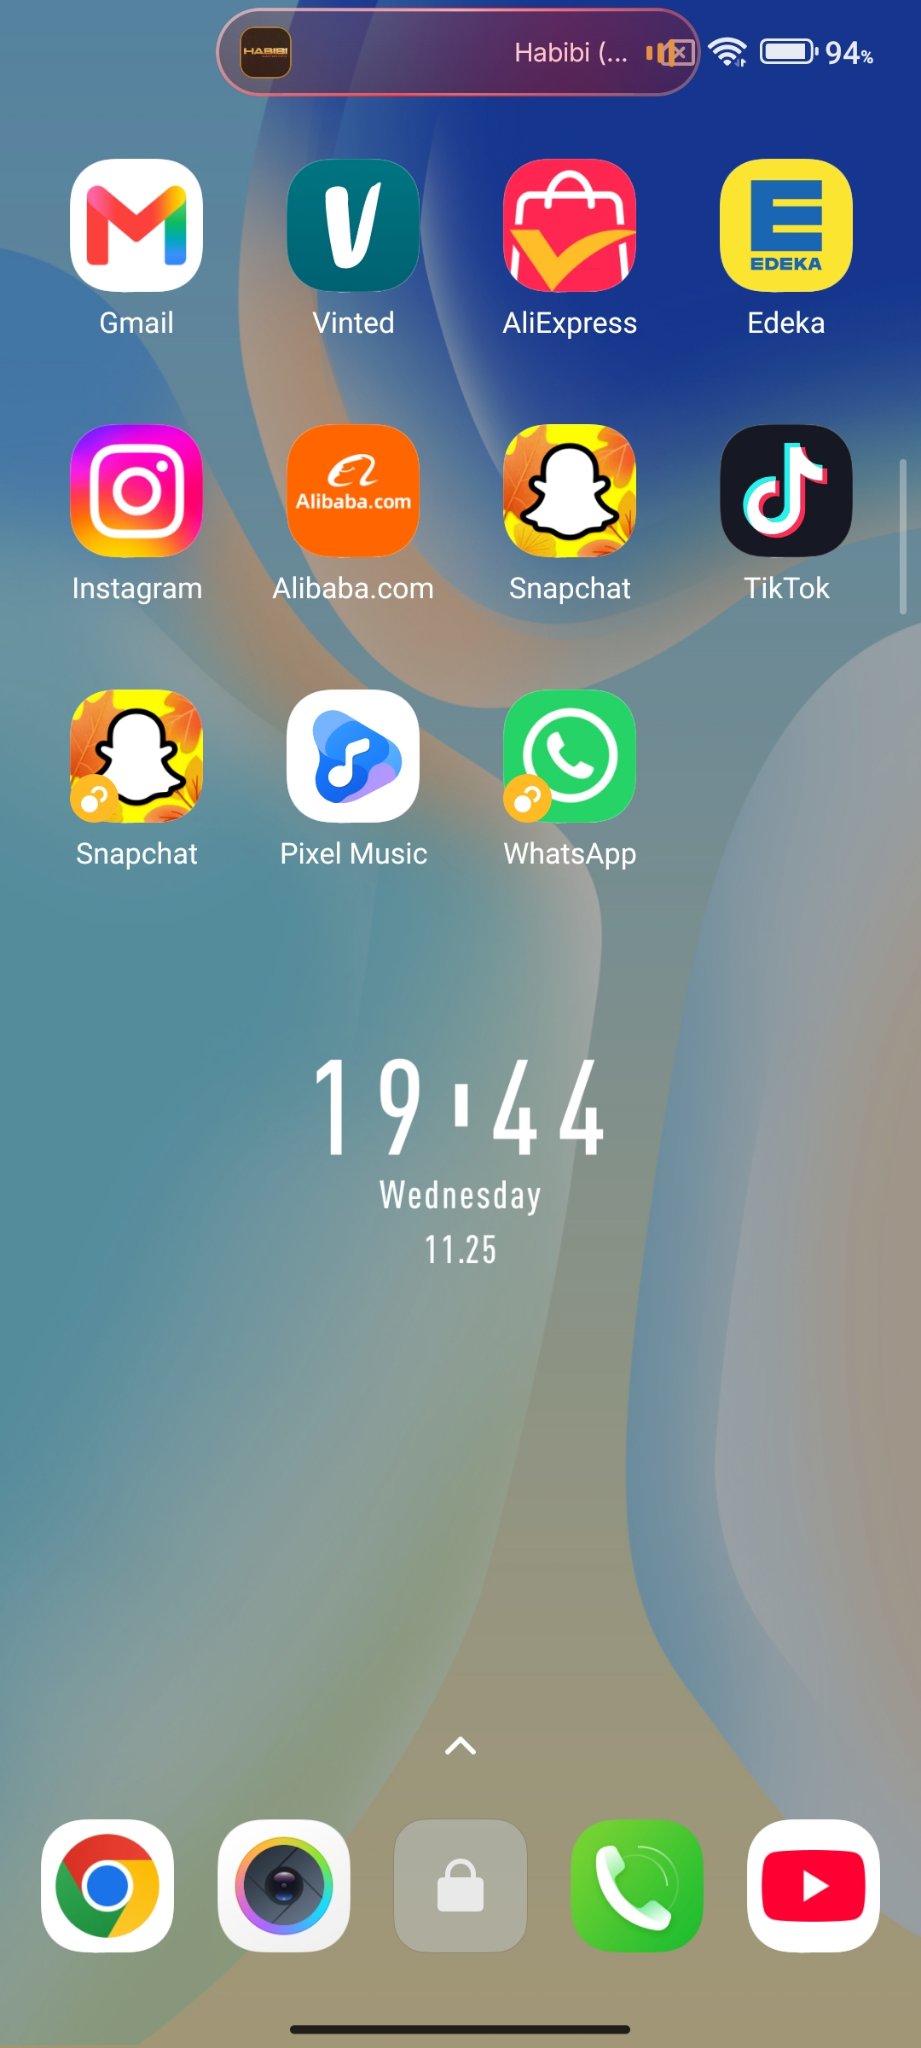 HABIBI Habibi (... 94%
EDEKA
Gmail Vinted AliExpress Edeka
Alibaba.com
Instagram Alibaba.com Snapchat TikTok
Snapchat Pixel Music WhatsApp
19:44
Wednesday
11.25